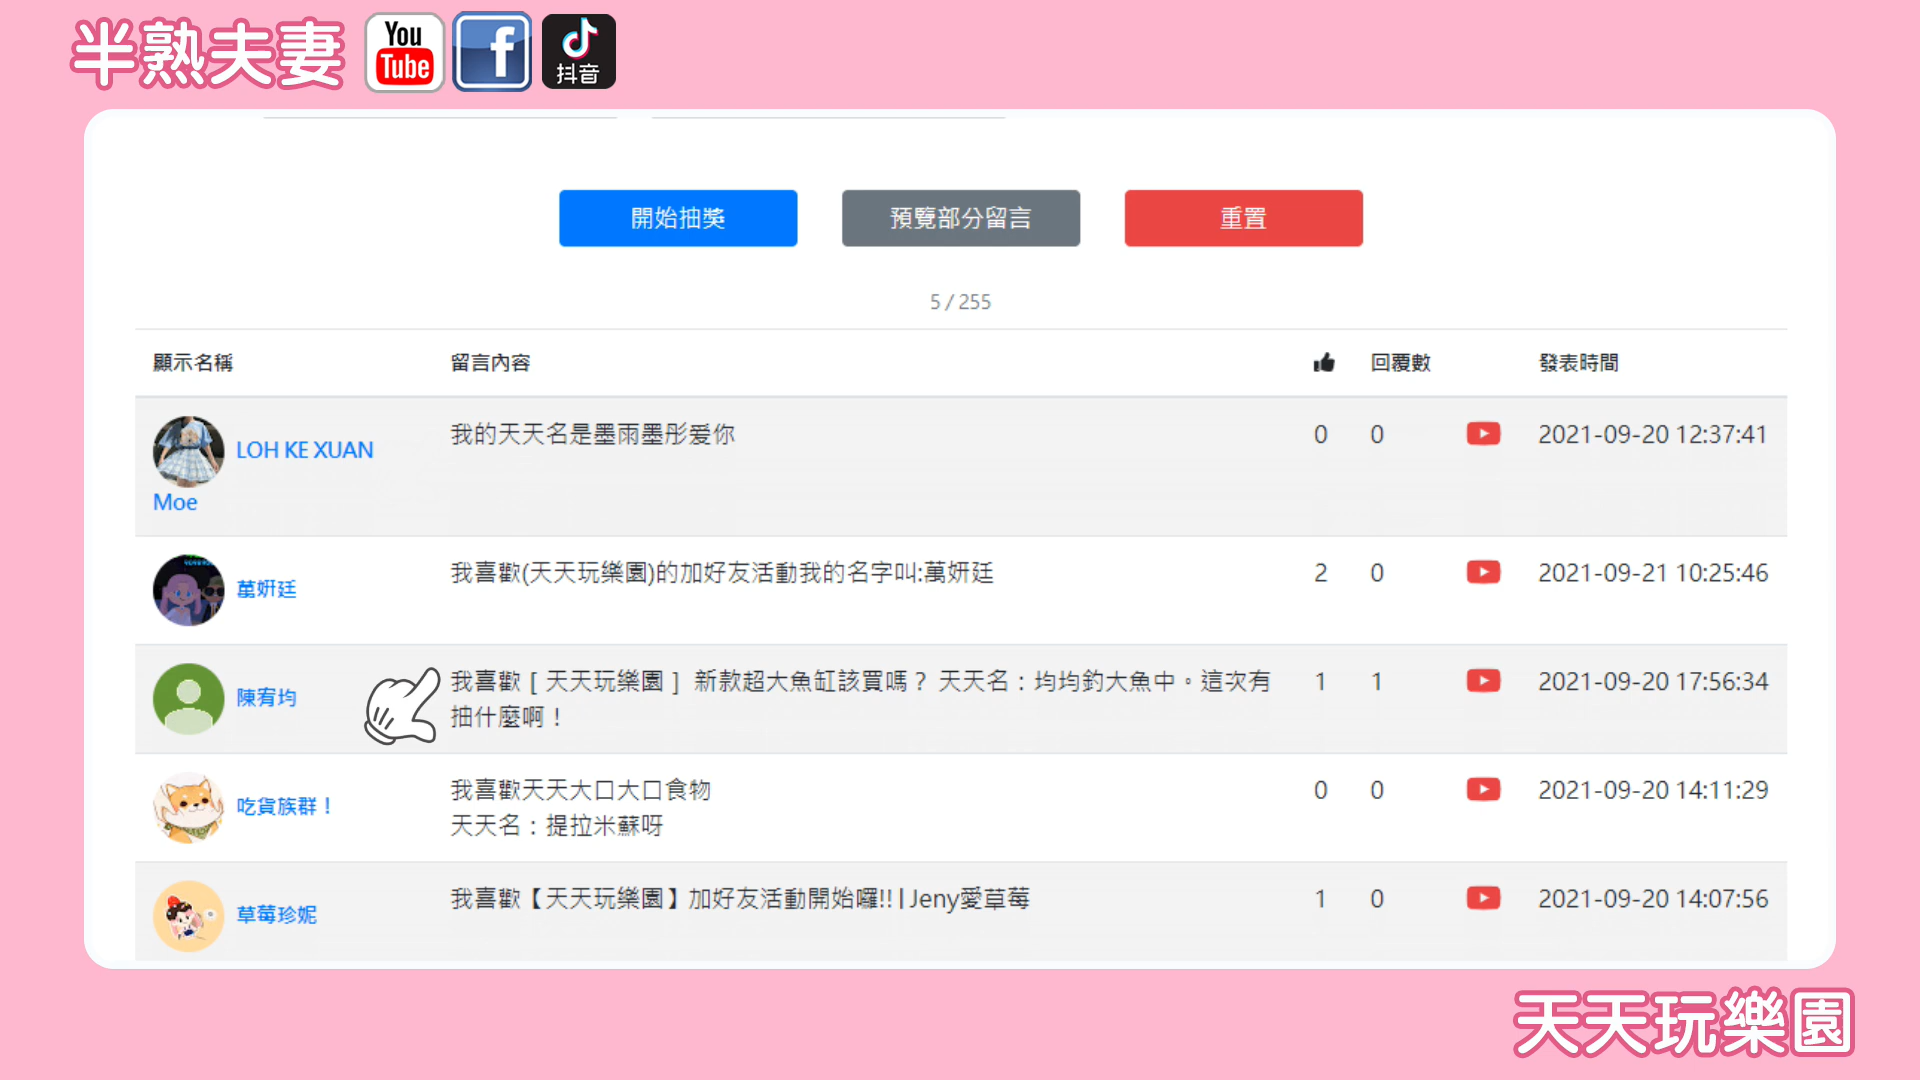 半熟夫妻 You Tube f 抖音
開始抽獎 預覽部分留言 重置
5 / 255
顯示名稱 留言內容 回覆數 發表時間
LOH KE XUAN 我的天天名是墨雨墨彤爱你 0 0 2021-09-20 12:37:41
Moe
萬妍廷 我喜歡(天天玩樂園)的加好友活動我的名字叫:萬妍廷 2 0 2021-09-21 10:25:46
陳宥均 我喜歡 [ 天天玩樂園 ] 新款超大魚缸該買嗎？ 天天名：均均釣大魚中。這次有 1 1 2021-09-20 17:56:34
抽什麼啊！
吃貨族群！ 我喜歡天天大口大口食物 0 0 2021-09-20 14:11:29
天天名：提拉米蘇呀
草莓珍妮 我喜歡【天天玩樂園】加好友活動開始囉!! | Jeny愛草莓 1 0 2021-09-20 14:07:56
天天玩樂園